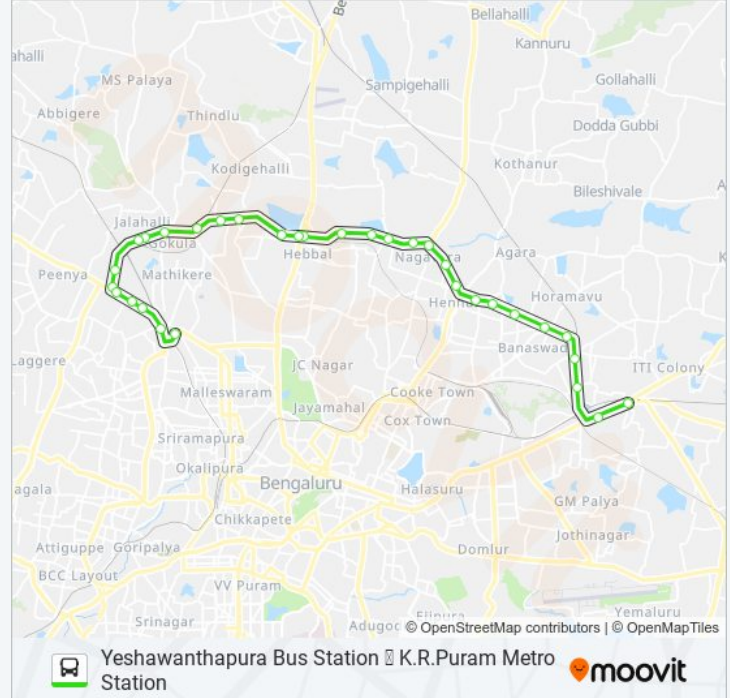 Be
Bellahalli
Kannuru
ahalli
MS Palaya
Sampigehalli
Gollahalli
Abbigere
Thindlu
Dodda Gubbi
Kodigehalli
Kothanur
Bileshivale
A
Jalahalli
Gokula
Hebbal
Nagavara
Agara
K
Peenya
Mathikere
Henn
Horamavu
Laggere
JC Nagar
Banaswad
ITI Colony
Malleswaram
Jayamahal
Cooke Town
Cox Town
Sriramapura
Okalipura
Bengaluru
Halasuru
agala
GM Palya
Chikkapete
Jothinagar
Attiguppe
Goripalya
Domlur
BCC Layout
VV Puram
Srinagar
Adugo
Ejipura
Yemaluru
© OpenStreetMap contributors | © OpenMapTiles
Yeshawanthapura Bus Station K.R.Puram Metro
Station
moovit